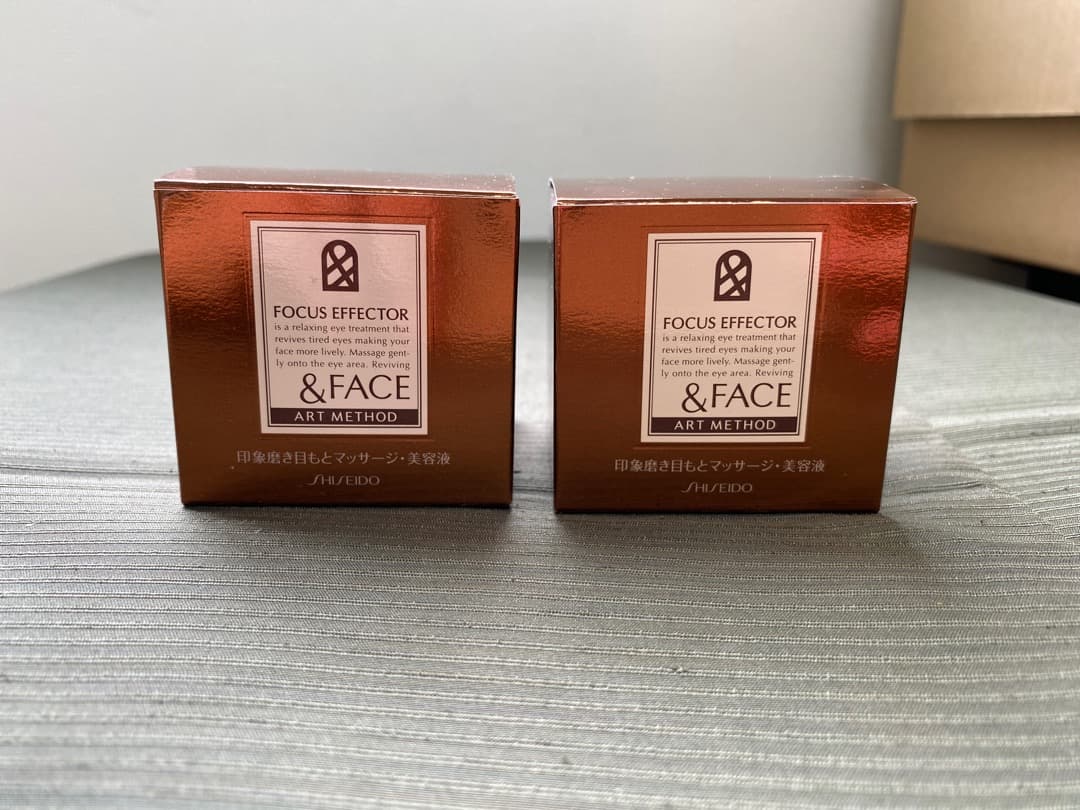 FOCUS EFFECTOR
is a relaxing eye treatment that
revives tired eyes making your
face more lively. Massage gent-
ly onto the eye area. Reviving
&FACE
ART METHOD
印象磨き目もとマッサージ・美容液
SHISEIDO
FOCUS EFFECTOR
is a relaxing eye treatment that
revives tired eyes making your
face more lively. Massage gent-
ly onto the eye area. Reviving
&FACE
ART METHOD
印象磨き目もとマッサージ・美容液
SHISEIDO